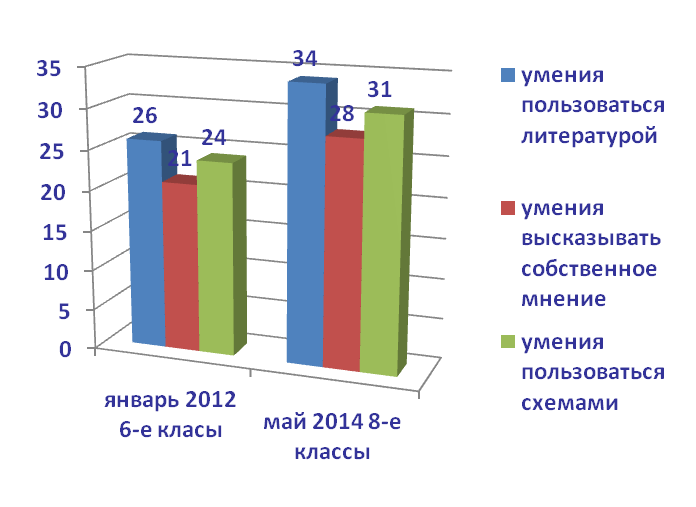 35
30
25
20
15
10
5
0
26
21
24
34
28
31
январь 2012
6-е класы
май 2014 8-е
классы
умения
пользоваться
литературой
умения
высказывать
собственное
мнение
умения
пользоваться
схемами